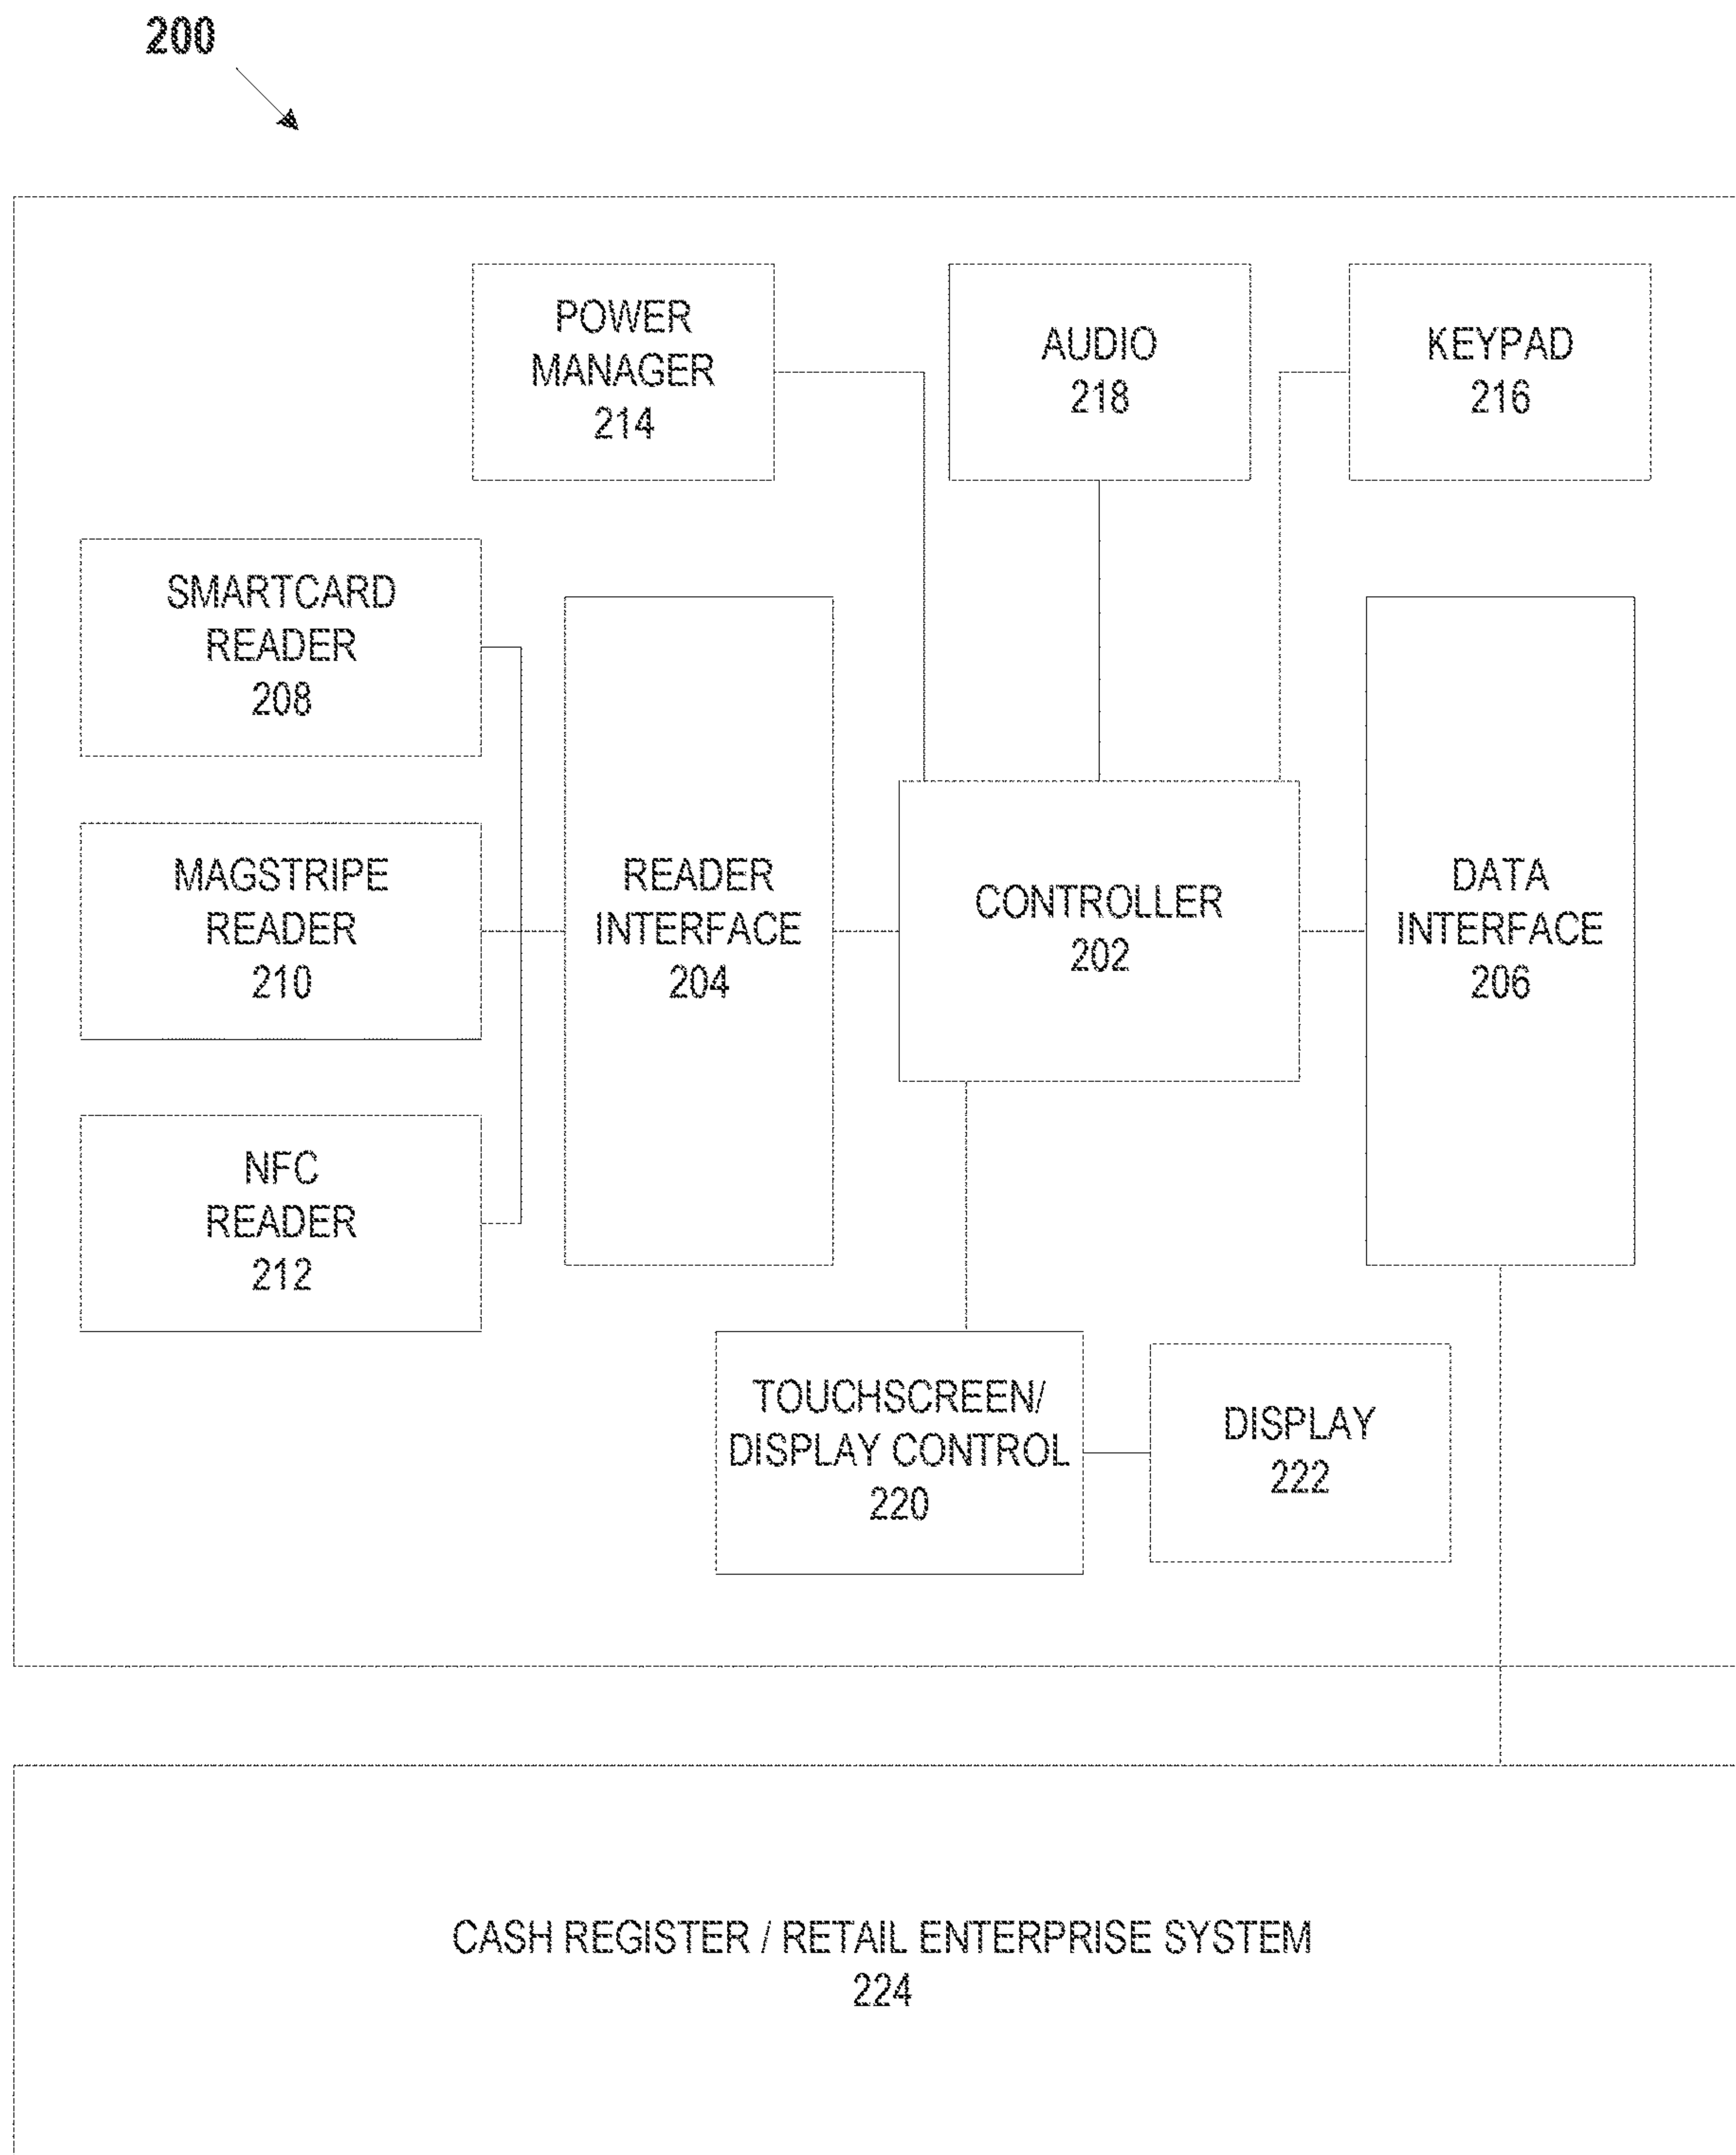 200
POWER
MANAGER
214
AUDIO
218
KEYPAD
216
SMARTCARD
READER
208
MAGSTRIPE
READER
210
NFC
READER
212
READER
INTERFACE
204
CONTROLLER
202
DATA
INTERFACE
206
TOUCHSCREEN/
DISPLAY CONTROL
220
DISPLAY
222
CASH REGISTER / RETAIL ENTERPRISE SYSTEM
224